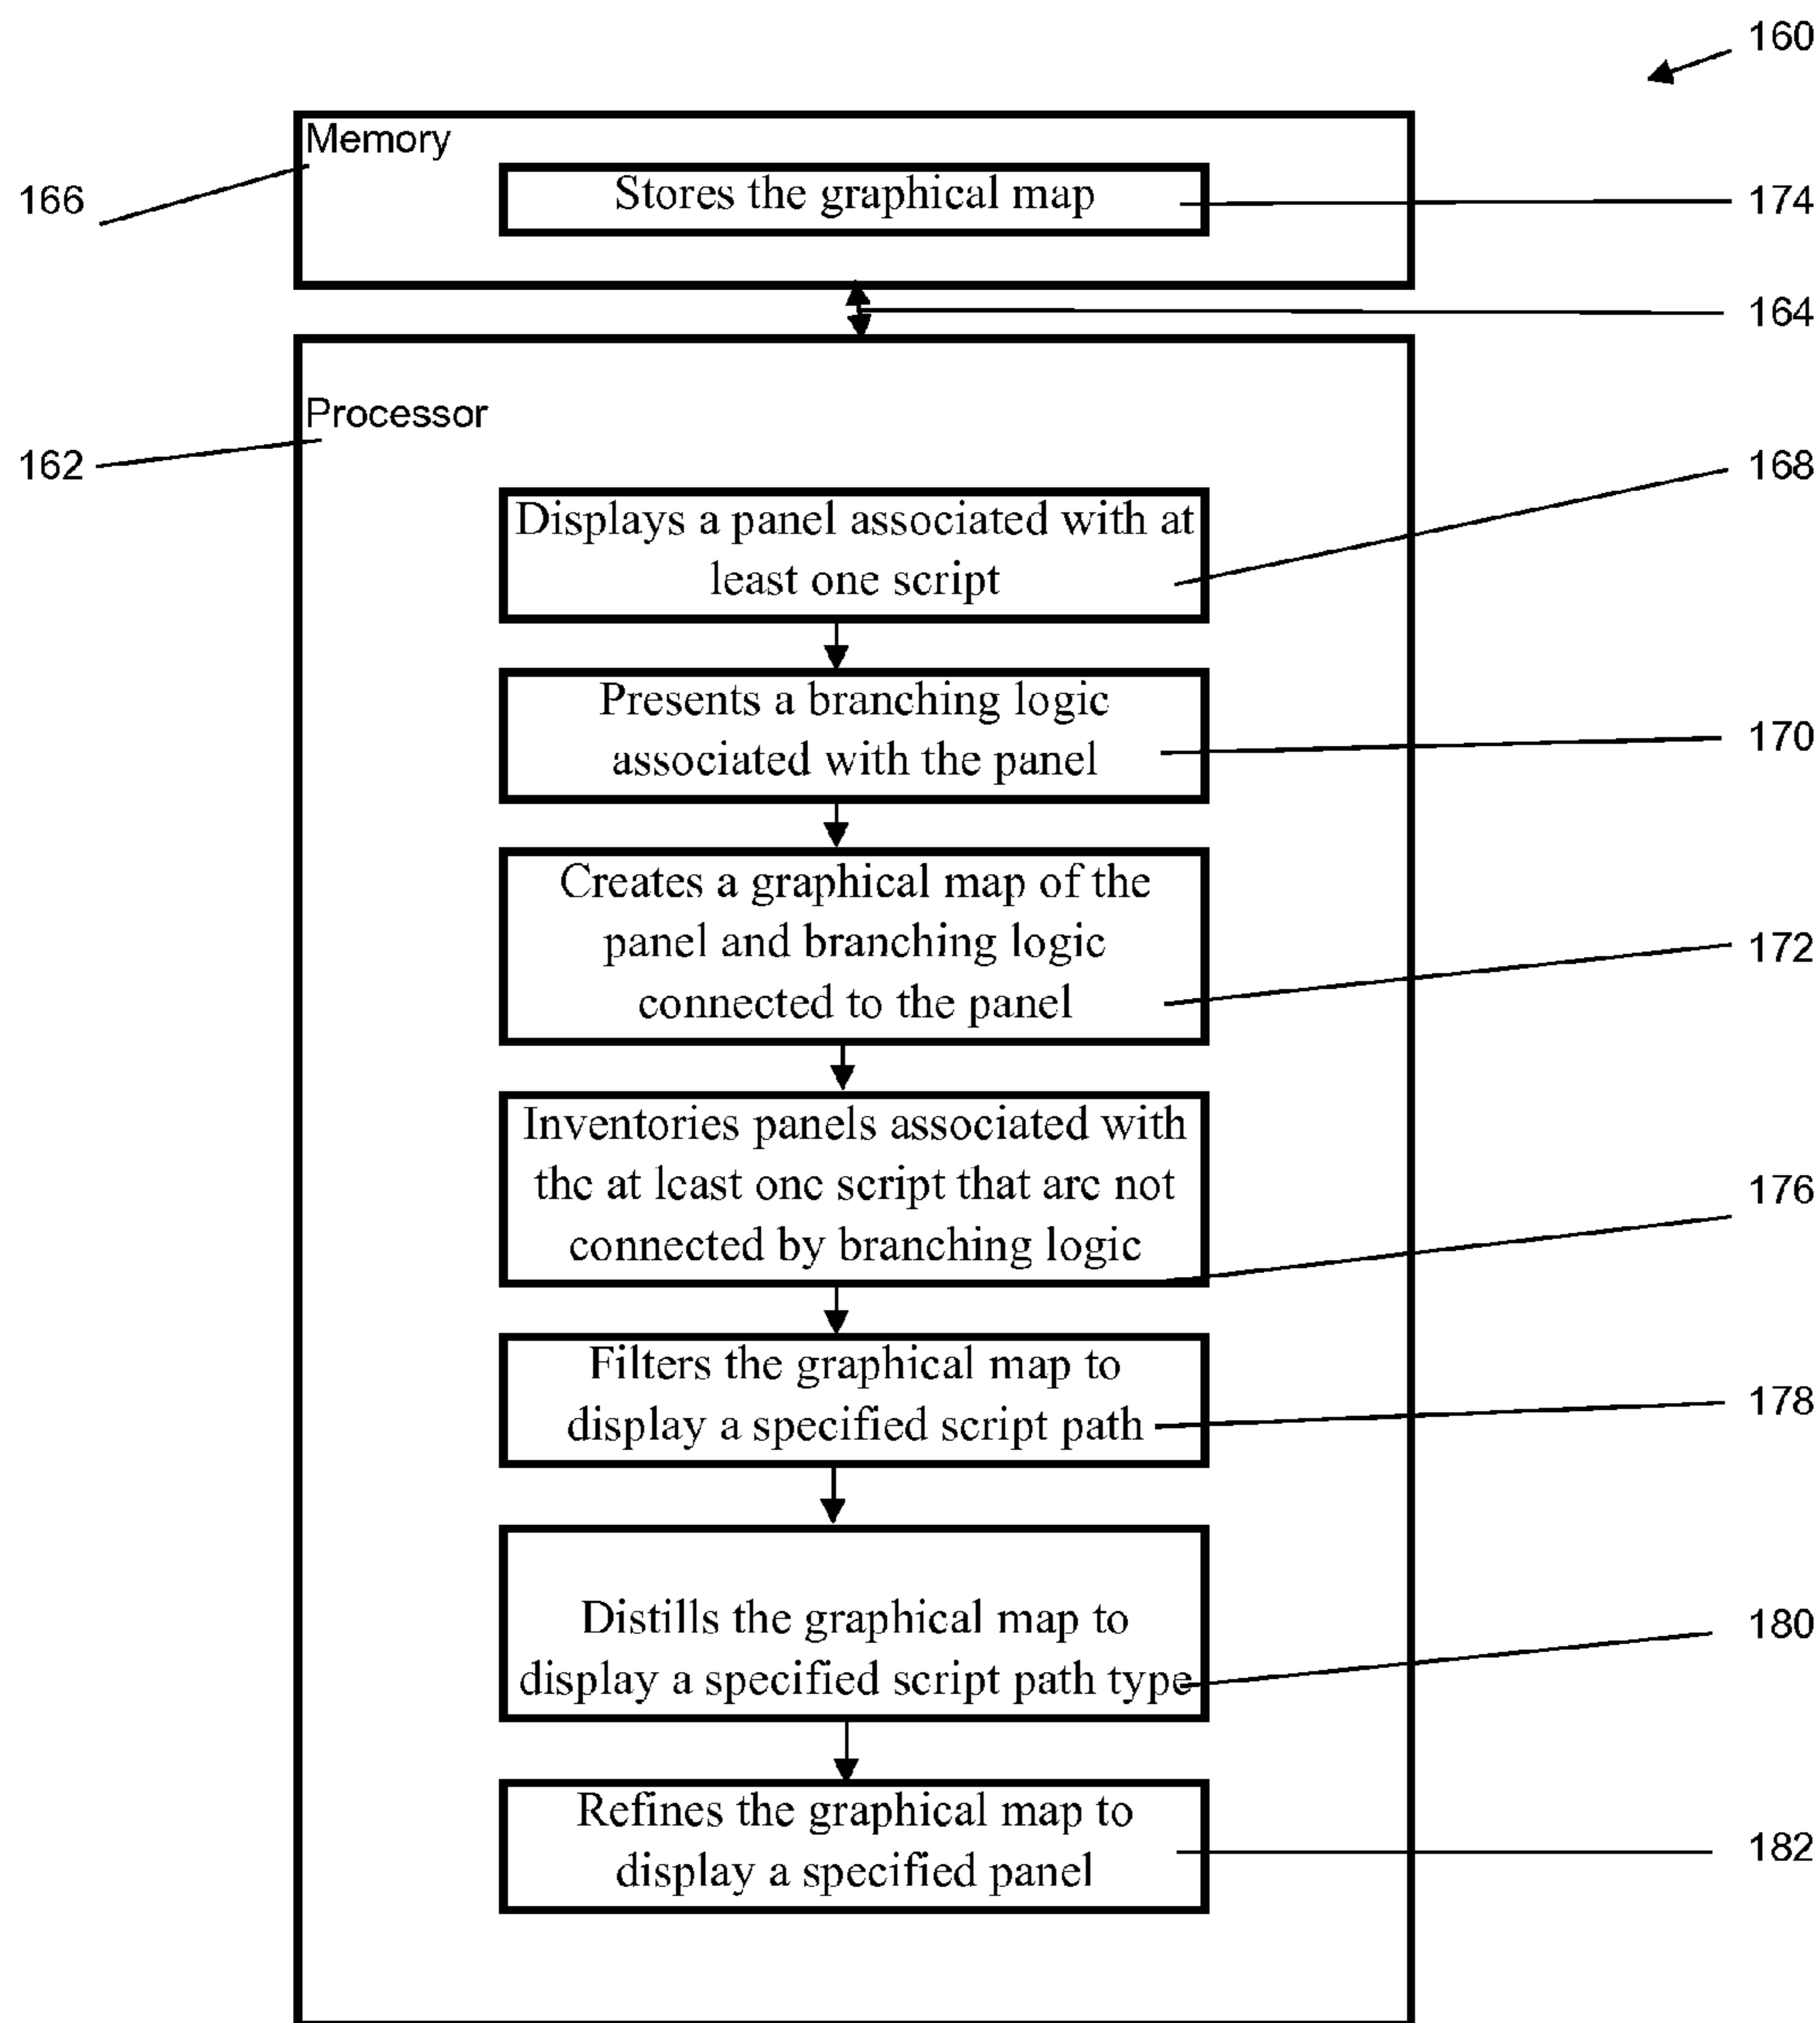 160
Memory
166
Stores the graphical map
174
164
Processor
162
168
Displays a panel associated with at
least one script
Presents a branching logic
associated with the panel
170
Creates a graphical map of the
panel and branching logic
connected to the panel
172
Inventories panels associated with
the at least one script that are not
connected by branching logic
176
Filters the graphical map to
display a specified script path
178
Distills the graphical map to
display a specified script path type
180
Refines the graphical map to
display a specified panel
182